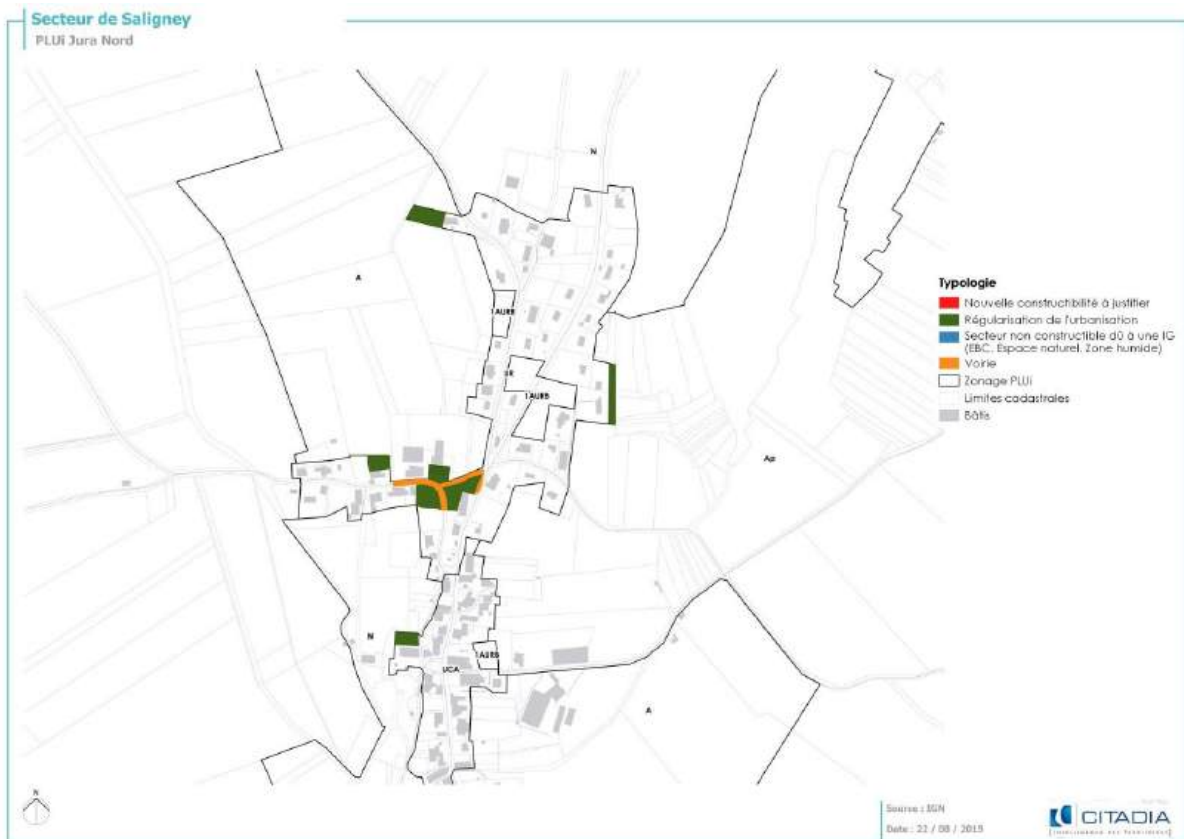 Secteur de Saligney
PLUi Jura Nord
N
A
1AURB
UR
1AURB
Ap
N
UCA
1AURB
A
Typologie
Nouvelle constructibilité à justifier
Régularisation de l'urbanisation
Secteur non constructible dû à une IG
(EBC, Espace naturel, Zone humide)
Voirie
Zonage PLUi
Limites cadastrales
Bâtis
N
Source : IGN
Date : 22 / 08 / 2019
CITADIA